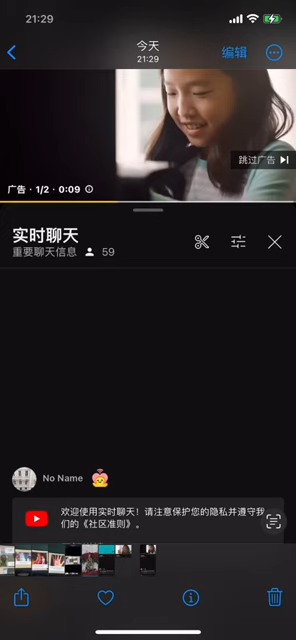 21:29
今天
21:29
编辑
跳过广告
广告 · 1/2 · 0:09
实时聊天
重要聊天信息 59
No Name
欢迎使用实时聊天！请注意保护您的隐私并遵守我
们的《社区准则》。